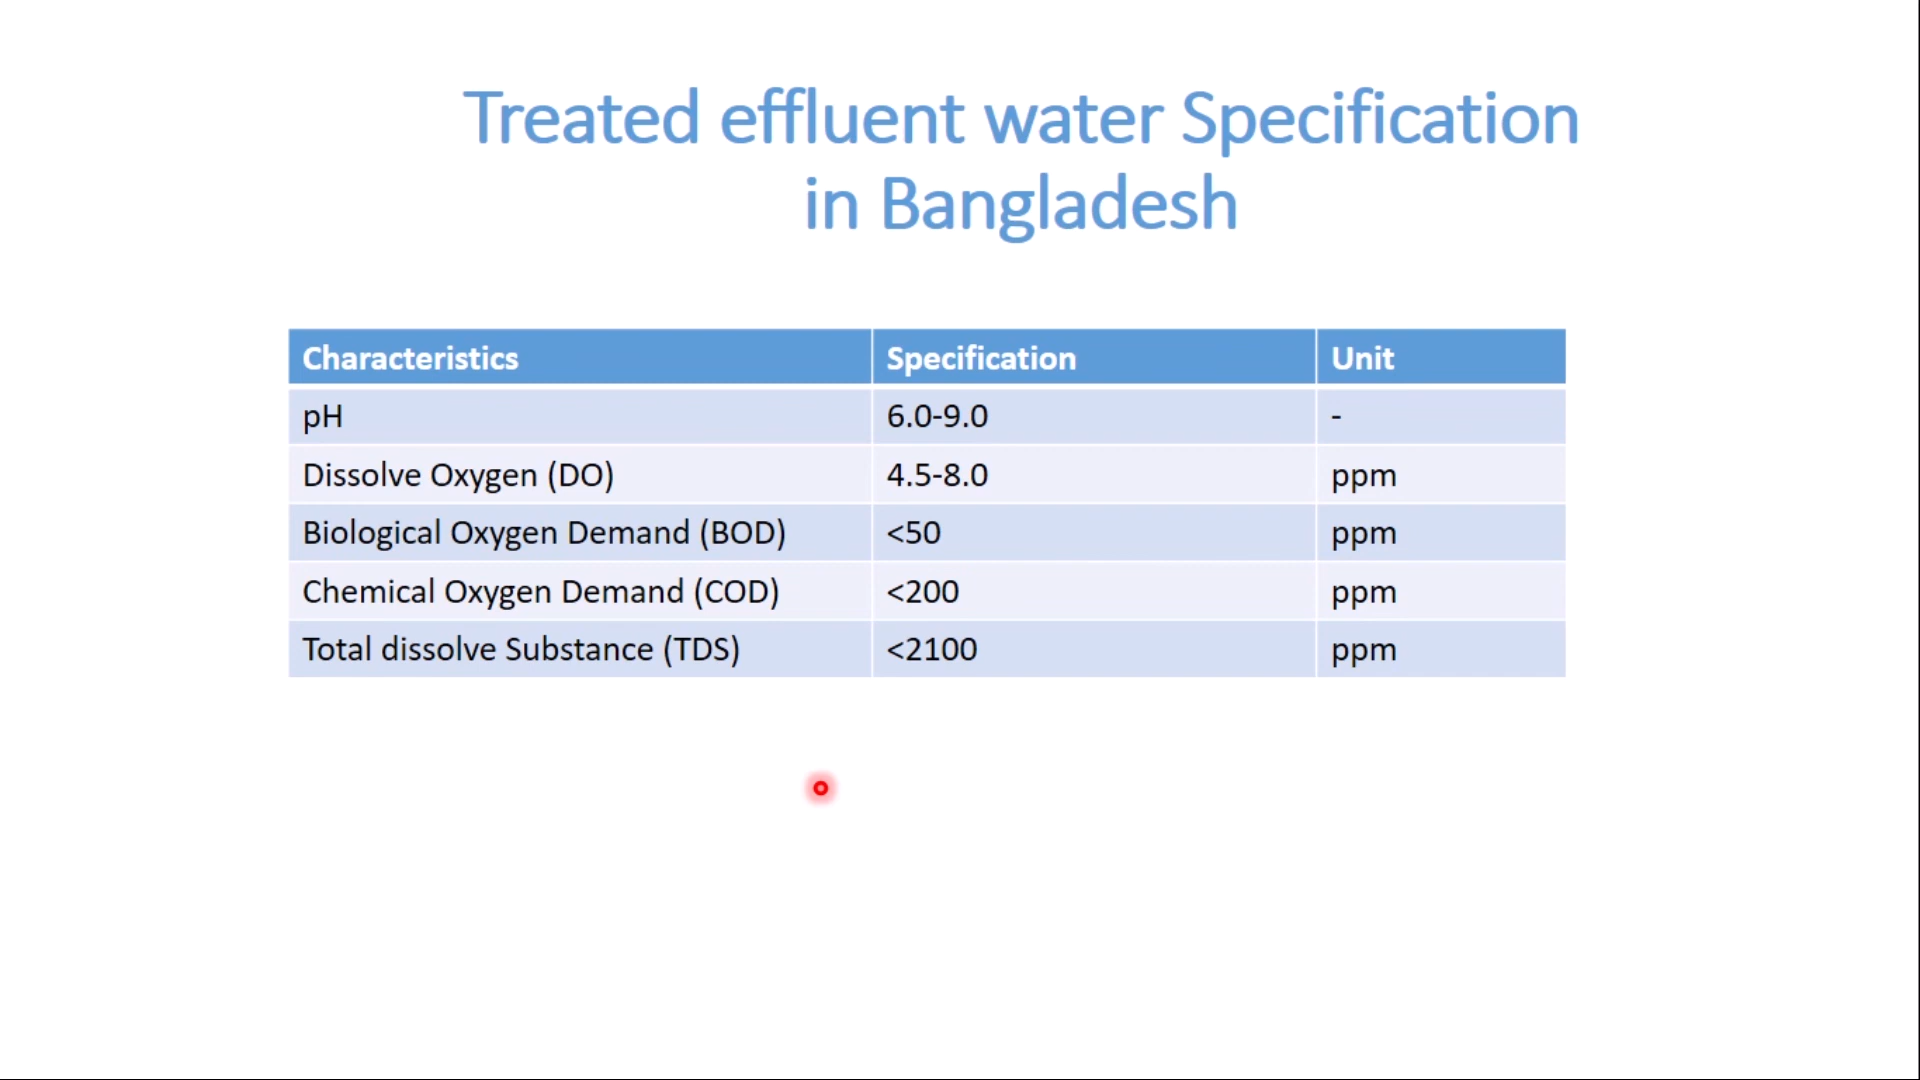 Treated effluent water Specification
in Bangladesh
Characteristics Specification Unit
pH 6.0-9.0 -
Dissolve Oxygen (DO) 4.5-8.0 ppm
Biological Oxygen Demand (BOD) <50 ppm
Chemical Oxygen Demand (COD) <200 ppm
Total dissolve Substance (TDS) <2100 ppm